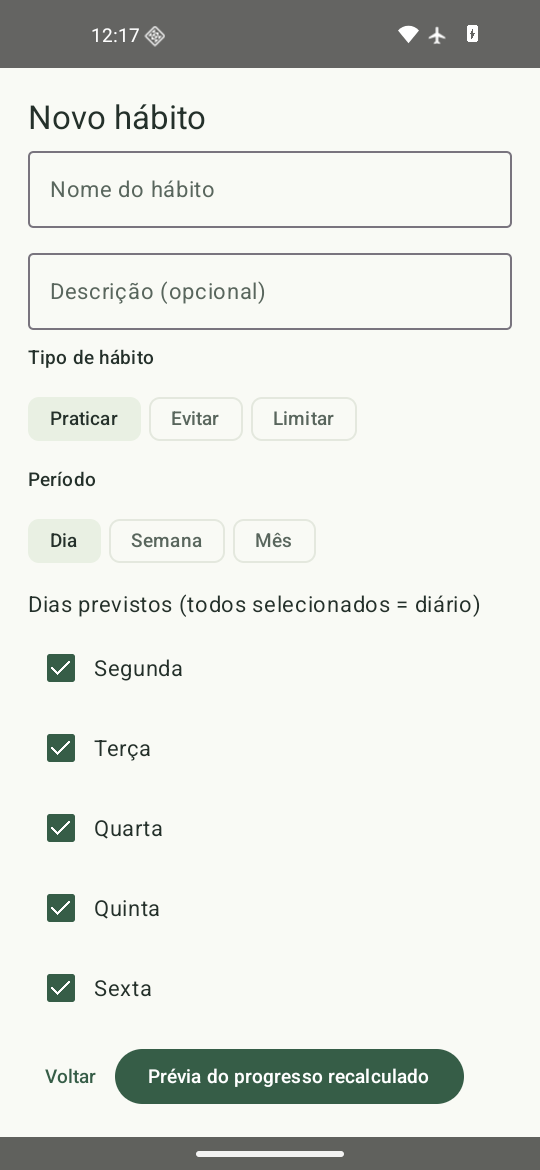 12:17
Novo hábito
Nome do hábito
Descrição (opcional)
Tipo de hábito
Praticar Evitar Limitar
Período
Dia Semana Mês
Dias previstos (todos selecionados = diário)
Segunda
Terça
Quarta
Quinta
Sexta
Voltar Prévia do progresso recalculado